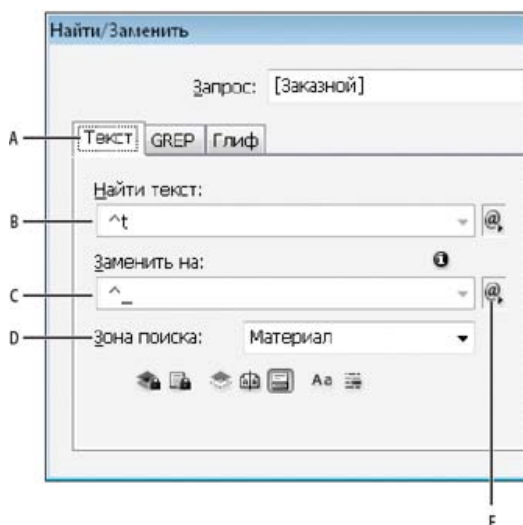 Найти/Заменить
Запрос: [Заказной]
A Текст GREP Глиф
Найти текст:
B ^t @
Заменить на:
C ^_ @
D Зона поиска: Материал
Aa
E